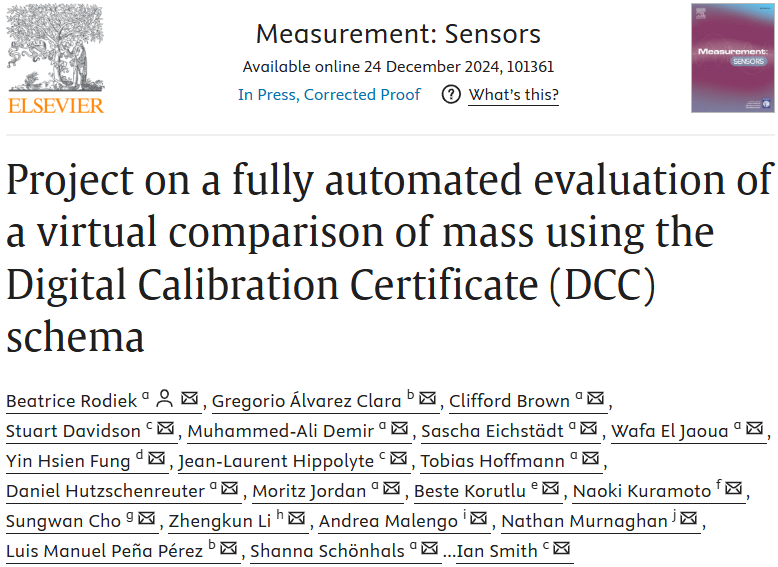 ELSEVIER
Measurement: Sensors
Available online 24 December 2024, 101361
In Press, Corrected Proof ? What's this?
Measurement:
SENSORS
Project on a fully automated evaluation of
a virtual comparison of mass using the
Digital Calibration Certificate (DCC)
schema
Beatrice Rodiek a, Gregorio Álvarez Clara b, Clifford Brown a,
Stuart Davidson c, Muhammed-Ali Demir a, Sascha Eichstädt a, Wafa El Jaoua a,
Yin Hsien Fung d, Jean-Laurent Hippolyte c, Tobias Hoffmann a,
Daniel Hutzschenreuter a, Moritz Jordan a, Beste Korutlu e, Naoki Kuramoto f,
Sungwan Cho g, Zhengkun Li h, Andrea Malengo i, Nathan Murnaghan j,
Luis Manuel Peña Pérez b, Shanna Schönhals a...Ian Smith c